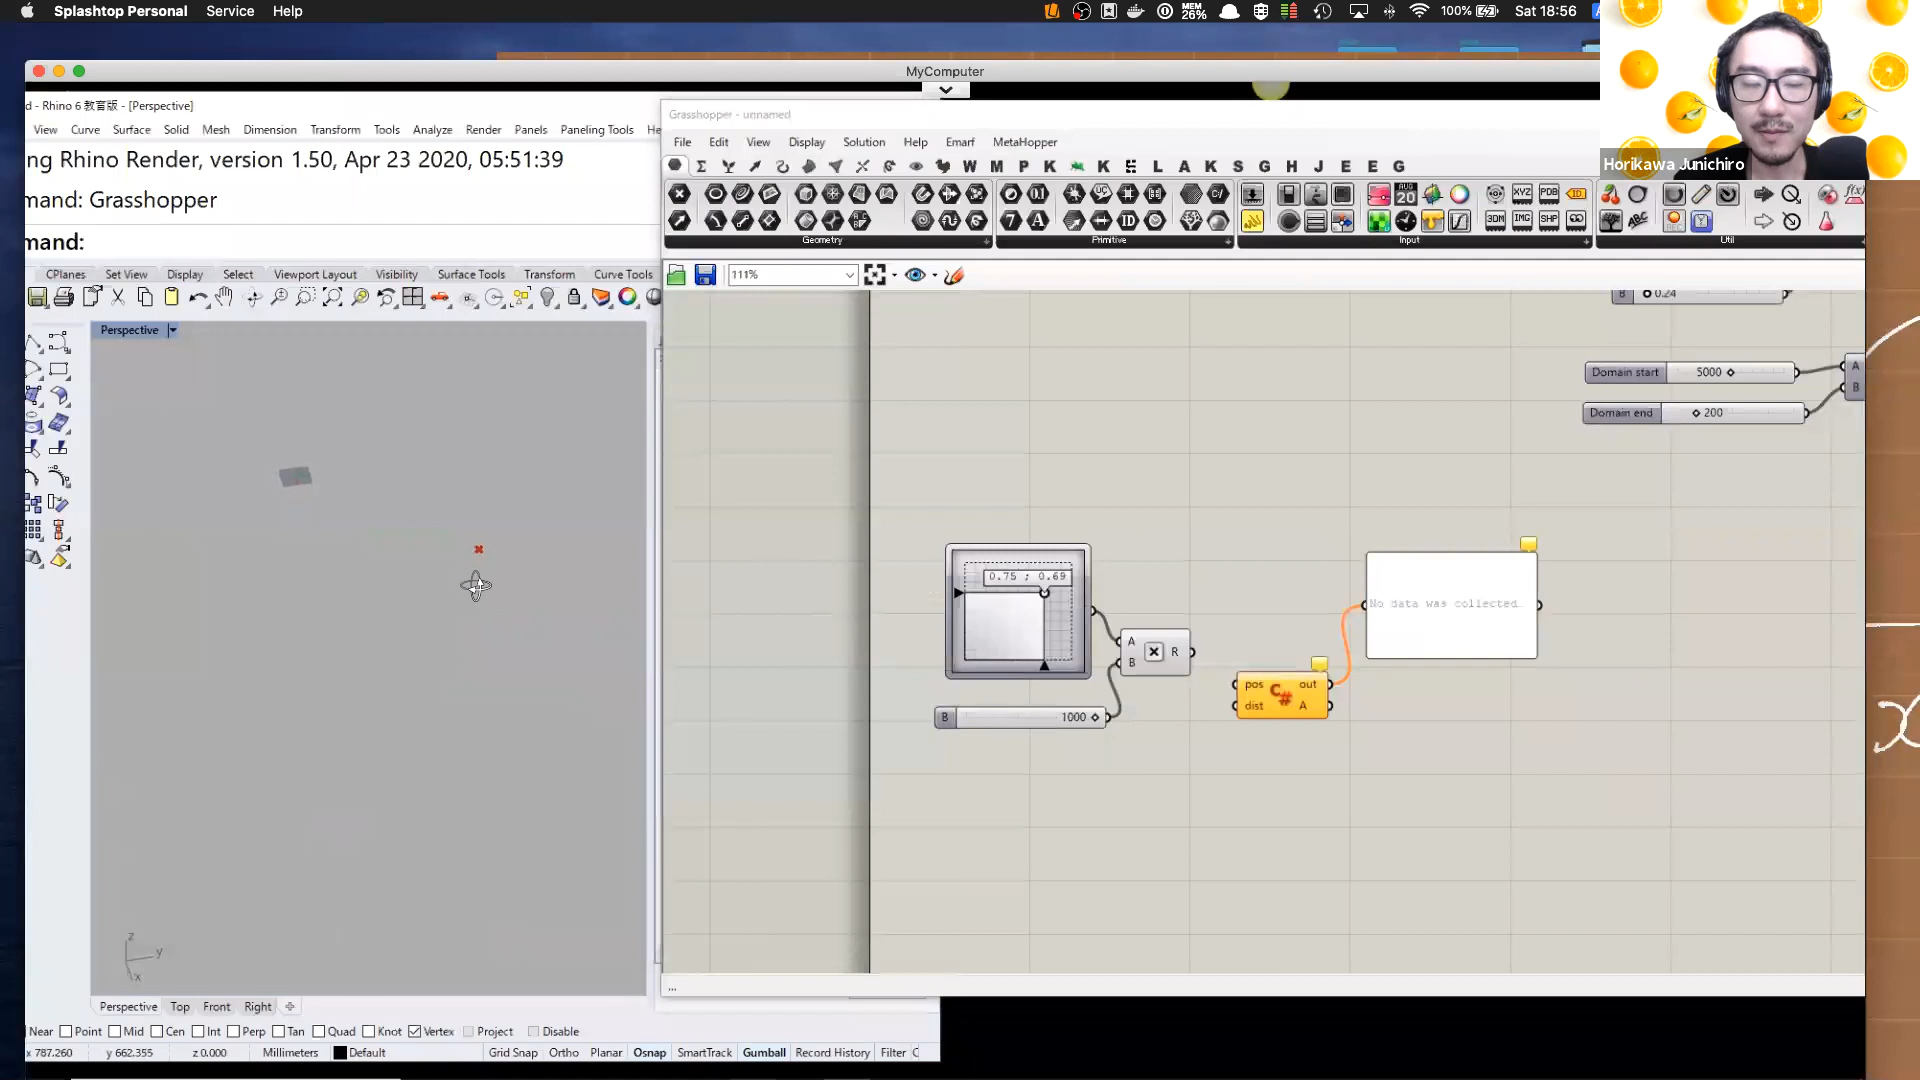 Splashtop Personal Service Help
MEM 26% 100% Sat 18:56
MyComputer
d - Rhino 6 教育版 - [Perspective]
View Curve Surface Solid Mesh Dimension Transform Tools Analyze Render Panels Paneling Tools He
ng Rhino Render, version 1.50, Apr 23 2020, 05:51:39
mand: Grasshopper
mand:
CPlanes Set View Display Select Viewport Layout Visibility Surface Tools Transform Curve Tools
Perspective
z
y
x
Perspective Top Front Right
Near Point Mid Cen Int Perp Tan Quad Knot Vertex Project Disable
x 787.260 y 662.355 z 0.000 Millimeters Default Grid Snap Ortho Planar Osnap SmartTrack Gumball Record History Filter C
Grasshopper - unnamed
File Edit View Display Solution Help Emarf MetaHopper
W M P K K L A K S G H J E E G
Geometry Primitive Input Util
111%
B 0.24
Domain start 5000
Domain end 200
A
B
0.75 ; 0.69
A
B
R
B 1000
pos out
dist A
C#
No data was collected…
...
Horikawa Junichiro